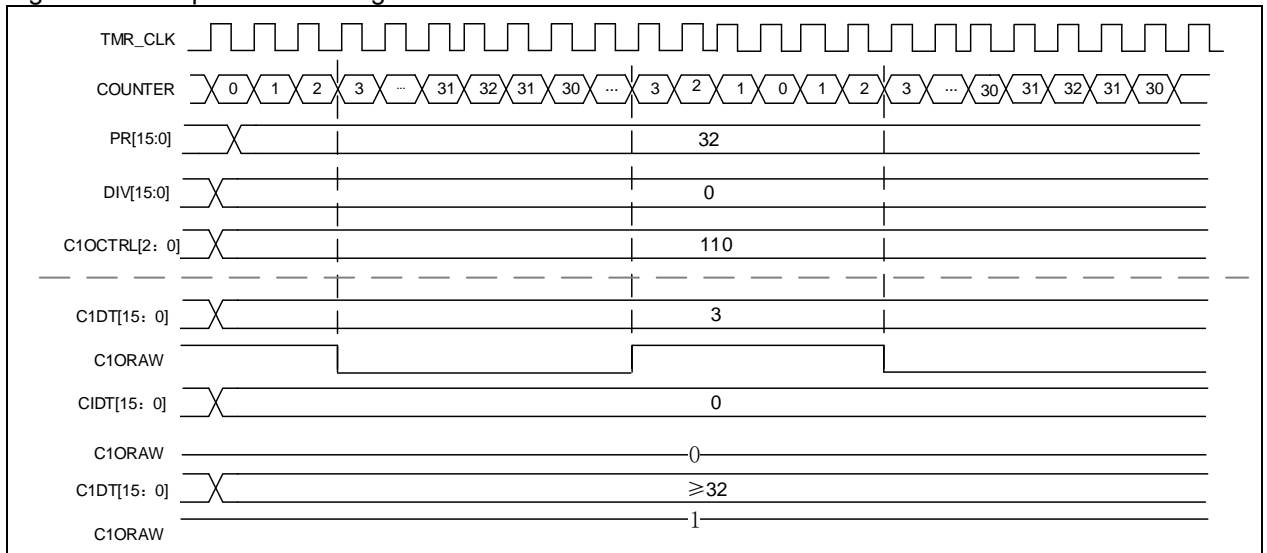 TMR_CLK
COUNTER 0 1 2 3 ... 31 32 31 30 ... 3 2 1 0 1 2 3 ... 30 31 32 31 30
PR[15:0] 32
DIV[15:0] 0
C1OCTRL[2：0] 110
C1DT[15：0] 3
C1ORAW
CIDT[15：0] 0
C1ORAW 0
C1DT[15：0] ≥32
C1ORAW 1